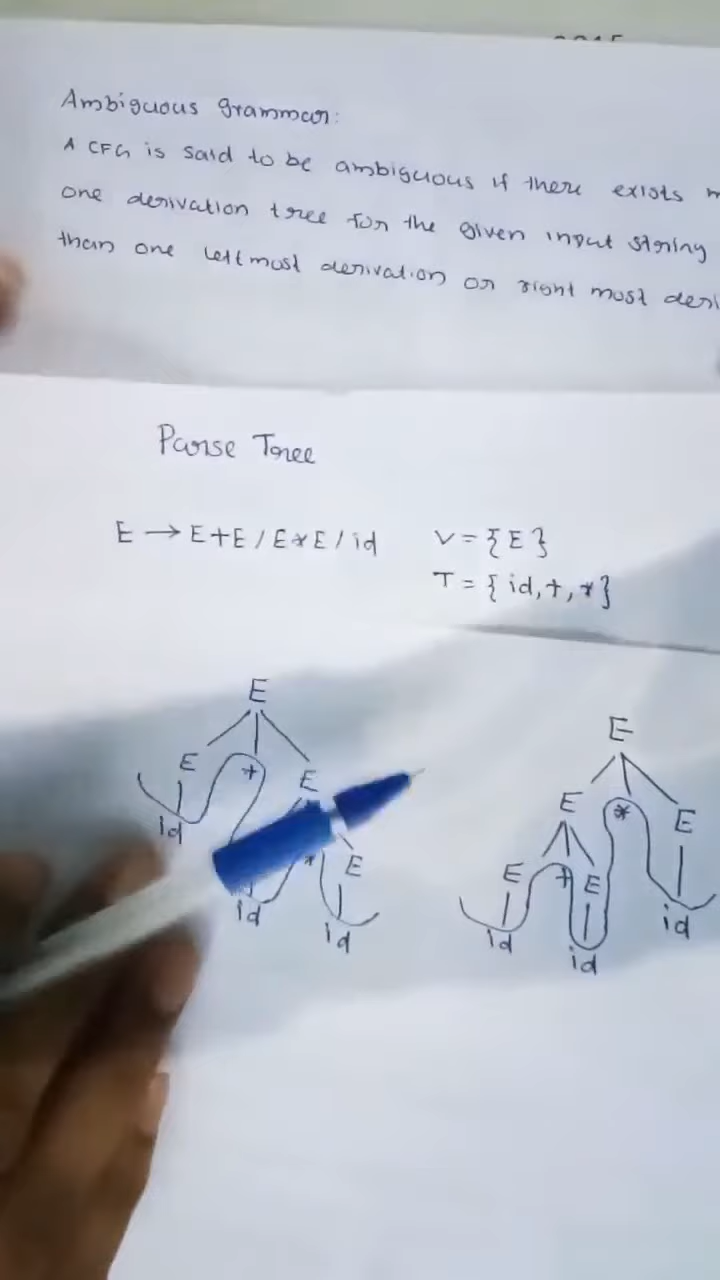 Ambiguous grammar:
A CFG is said to be ambiguous if there exists
one derivation tree for the given input string
than one leftmost derivation or right most
Parse Tree
E → E+E / E*E / id V = {E}
T = {id, +, *}
E E
E + E E * E
id * E E + E id
id id id id